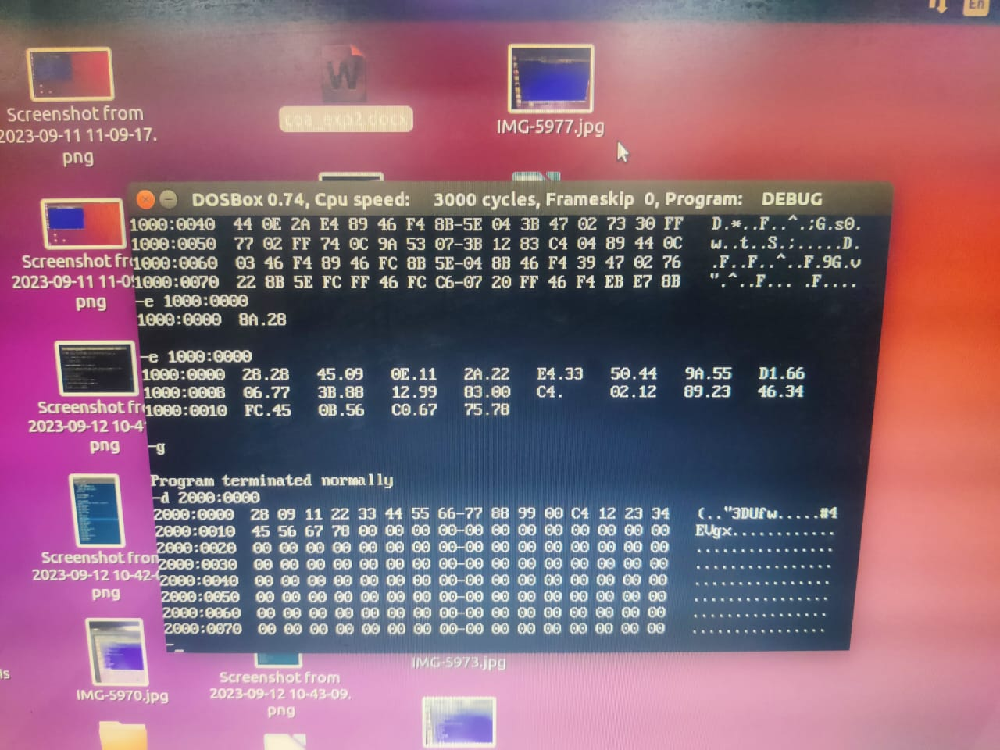 En
Screenshot from
2023-09-11 11-09-17.
png
coa_exp2.docx
IMG-5977.jpg
DOSBox 0.74, Cpu speed: 3000 cycles, Frameskip 0, Program: DEBUG
1000:0040 44 0E 2A E4 89 46 F4 8B-5E 04 3B 47 02 73 30 FF D.*..F..^.;G.s0.
1000:0050 77 02 FF 74 0C 9A 53 07-3B 12 83 C4 04 89 44 0C w..t..S.;.....D.
1000:0060 03 46 F4 89 46 FC 8B 5E-04 8B 46 F4 39 47 02 76 .F..F..^..F.9G.v
1000:0070 22 8B 5E FC FF 46 FC C6-07 20 FF 46 F4 EB E7 8B ".^..F... .F....
-e 1000:0000
1000:0000 8A.28
-e 1000:0000
1000:0000 28.28 45.09 0E.11 2A.22 E4.33 50.44 9A.55 D1.66
1000:0008 06.77 3B.88 12.99 83.00 C4. 02.12 89.23 46.34
1000:0010 FC.45 0B.56 C0.67 75.78
-g
Program terminated normally
-d 2000:0000
2000:0000 28 09 11 22 33 44 55 66-77 88 99 00 C4 12 23 34 (.."3DUfw.....#4
2000:0010 45 56 67 78 00 00 00 00-00 00 00 00 00 00 00 00 EVgx............
2000:0020 00 00 00 00 00 00 00 00-00 00 00 00 00 00 00 00 ................
2000:0030 00 00 00 00 00 00 00 00-00 00 00 00 00 00 00 00 ................
2000:0040 00 00 00 00 00 00 00 00-00 00 00 00 00 00 00 00 ................
2000:0050 00 00 00 00 00 00 00 00-00 00 00 00 00 00 00 00 ................
2000:0060 00 00 00 00 00 00 00 00-00 00 00 00 00 00 00 00 ................
2000:0070 00 00 00 00 00 00 00 00-00 00 00 00 00 00 00 00 ................
-_
Screenshot fr
2023-09-11 11-0
png
Screenshot fr
2023-09-12 10-4
png
Screenshot from
2023-09-12 10-42-
png
IMG-5970.jpg
Screenshot from
2023-09-12 10-43-09.
png
IMG-5973.jpg